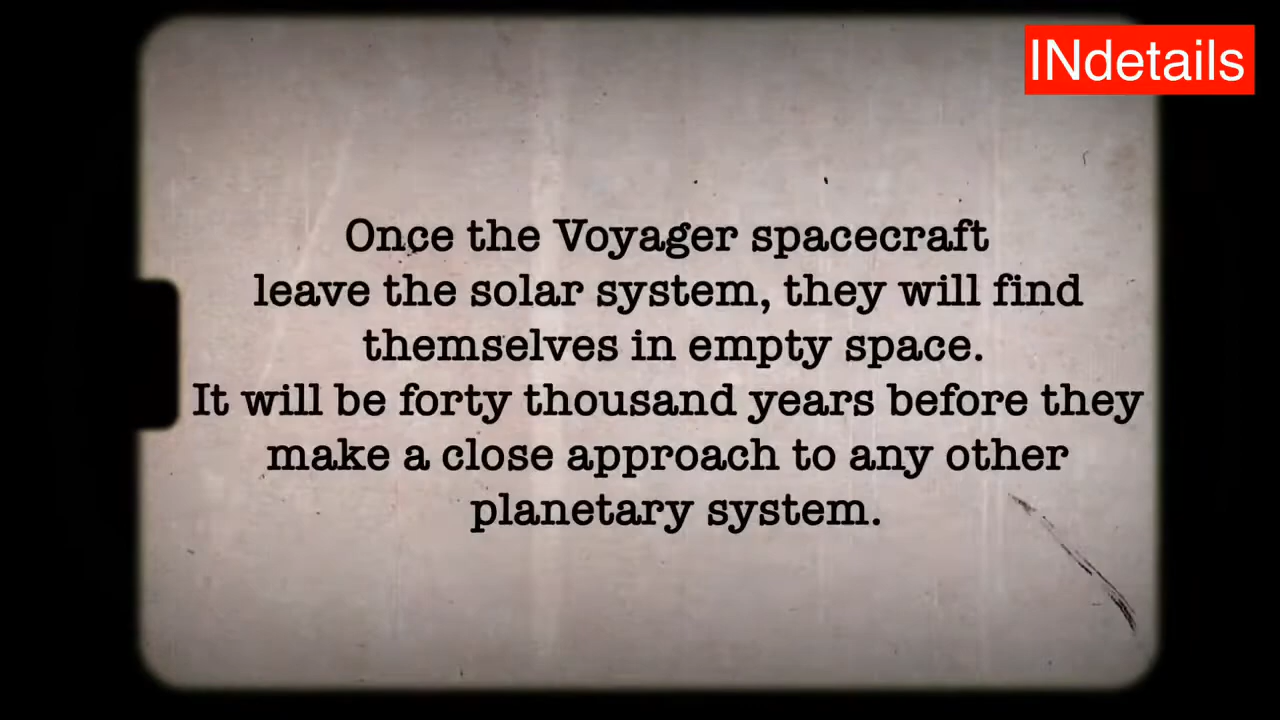 INdetails
Once the Voyager spacecraft
leave the solar system, they will find
themselves in empty space.
It will be forty thousand years before they
make a close approach to any other
planetary system.